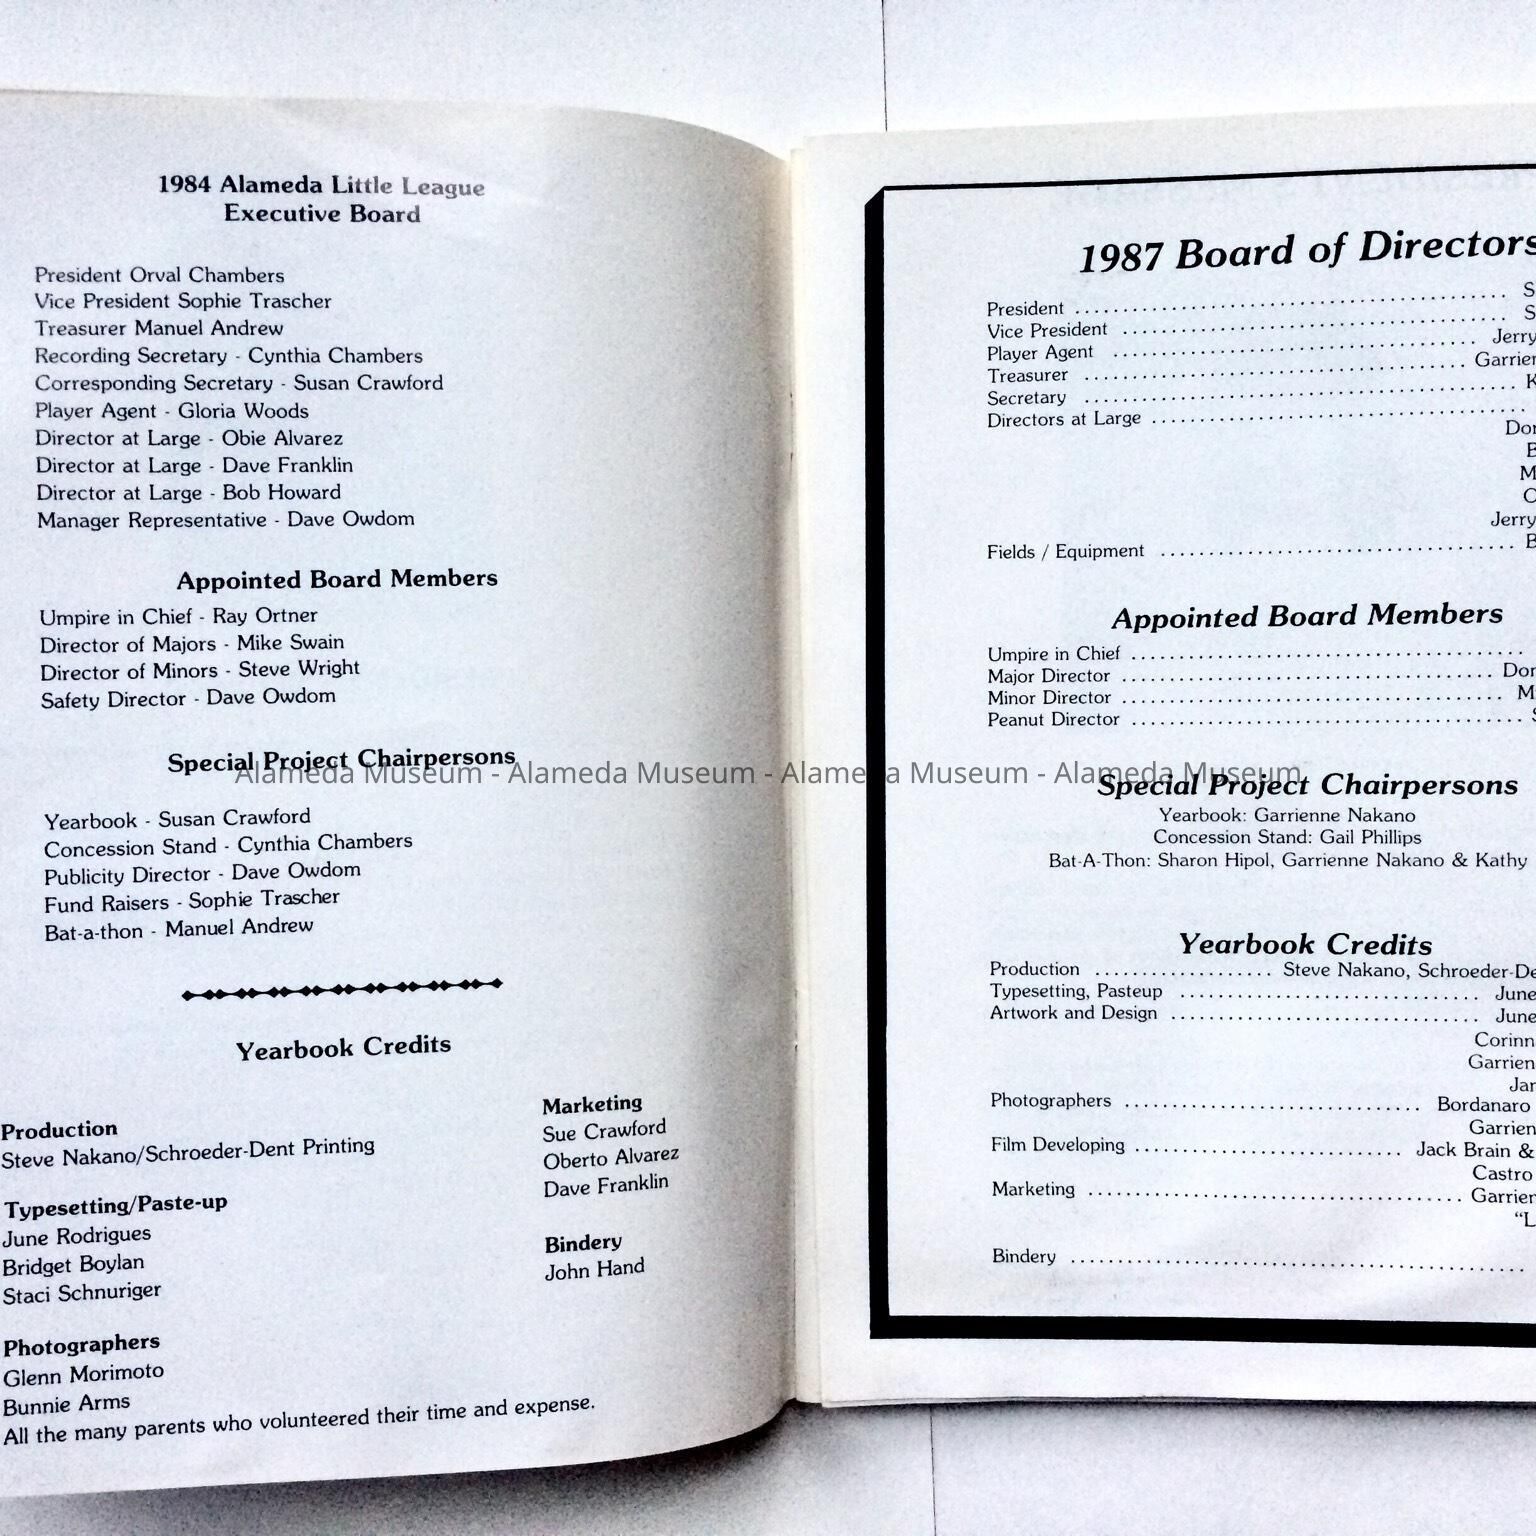 1984 Alameda Little League
Executive Board
President Orval Chambers
Vice President Sophie Trascher
Treasurer Manuel Andrew
Recording Secretary - Cynthia Chambers
Corresponding Secretary - Susan Crawford
Player Agent - Gloria Woods
Director at Large - Obie Alvarez
Director at Large - Dave Franklin
Director at Large - Bob Howard
Manager Representative - Dave Owdom
Appointed Board Members
Umpire in Chief - Ray Ortner
Director of Majors - Mike Swain
Director of Minors - Steve Wright
Safety Director - Dave Owdom
Special Project Chairpersons
Yearbook - Susan Crawford
Concession Stand - Cynthia Chambers
Publicity Director - Dave Owdom
Fund Raisers - Sophie Trascher
Bat-a-thon - Manuel Andrew
Yearbook Credits
Production
Steve Nakano/Schroeder-Dent Printing
Typesetting/Paste-up
June Rodrigues
Bridget Boylan
Staci Schnuriger
Photographers
Glenn Morimoto
Bunnie Arms
All the many parents who volunteered their time and expense.
Marketing
Sue Crawford
Oberto Alvarez
Dave Franklin
Bindery
John Hand
Alameda Museum - Alameda Museum - Alameda Museum - Alameda Museum
1987 Board of Directors
President
Vice President
Player Agent ........ Jerry
Treasurer
Secretary
Directors at Large
Jerry
Fields / Equipment
Appointed Board Members
Umpire in Chief
Major Director
Minor Director
Peanut Director
Special Project Chairpersons
Yearbook: Garrienne Nakano
Concession Stand: Gail Phillips
Bat-A-Thon: Sharon Hipol, Garrienne Nakano & Kathy
Yearbook Credits
Production ........ Steve Nakano, Schroeder-De
Typesetting, Pasteup ........ June
Artwork and Design ........ June
Corinn
Garrien
Photographers ........ Bordanaro
Garrien
Film Developing ........ Jack Brain &
Castro
Marketing ........ Garrien
Bindery